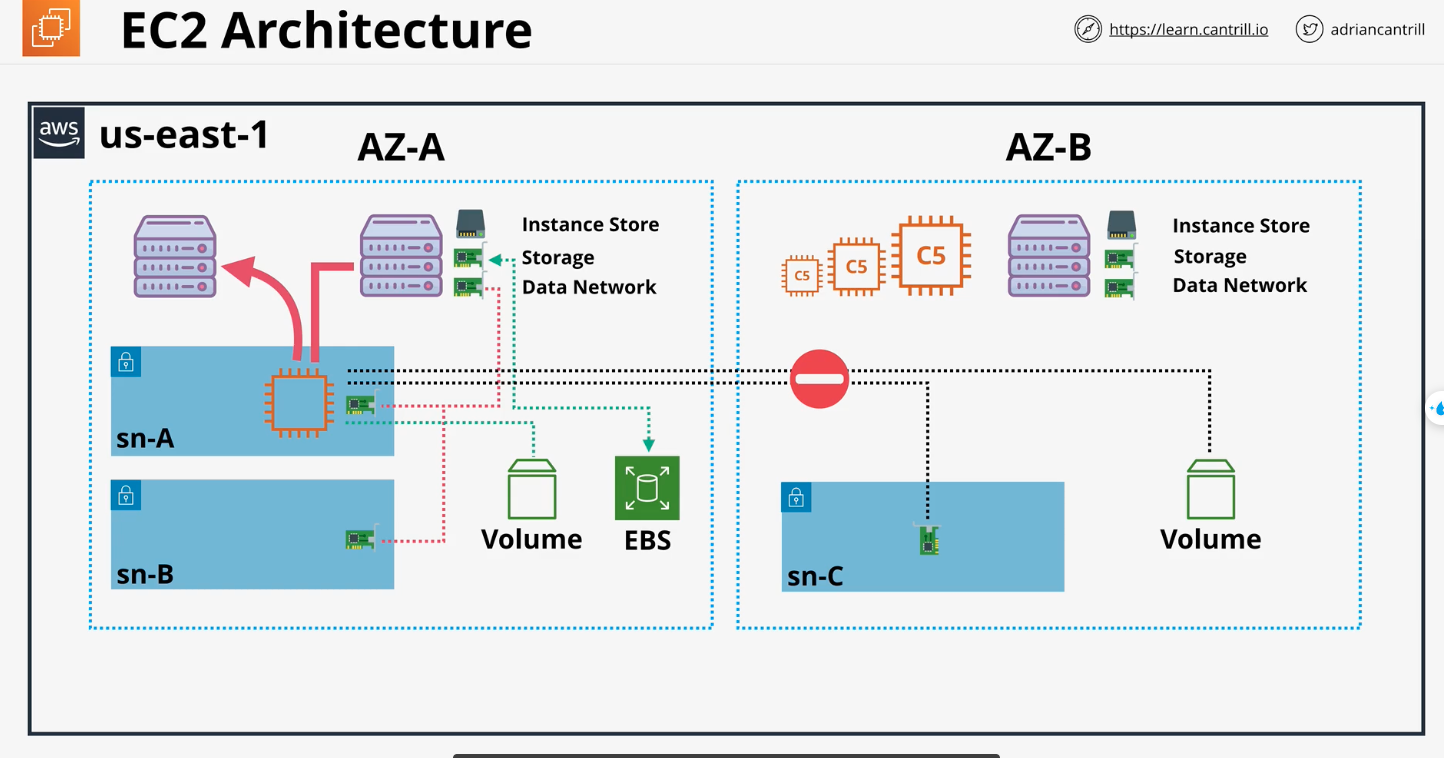 EC2 Architecture
https://learn.cantrill.io
adriancantrill
aws
us-east-1
AZ-A
AZ-B
Instance Store
Storage
Data Network
C5
C5
C5
Instance Store
Storage
Data Network
sn-A
sn-B
Volume
EBS
sn-C
Volume